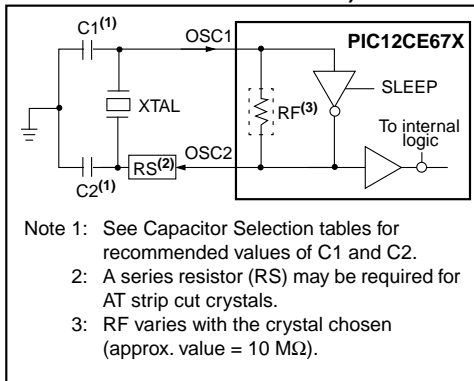 C1(1)
OSC1
PIC12CE67X
SLEEP
XTAL
RF(3)
To internal
logic
OSC2
RS(2)
C2(1)
Note 1: See Capacitor Selection tables for
recommended values of C1 and C2.
2: A series resistor (RS) may be required for
AT strip cut crystals.
3: RF varies with the crystal chosen
(approx. value = 10 MΩ).